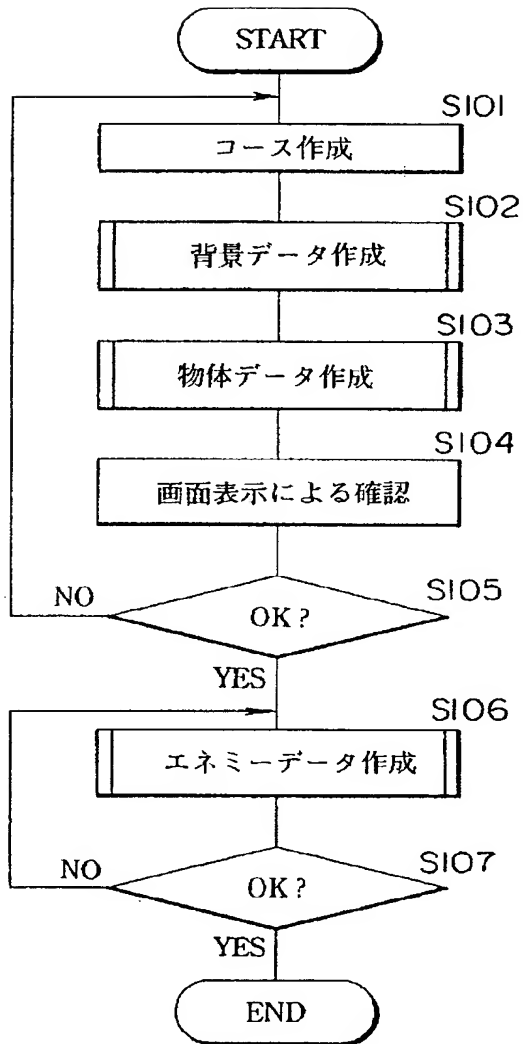 START
S101
コース作成
S102
背景データ作成
S103
物体データ作成
S104
画面表示による確認
S105
NO
OK?
YES
S106
エネミーデータ作成
S107
NO
OK?
YES
END